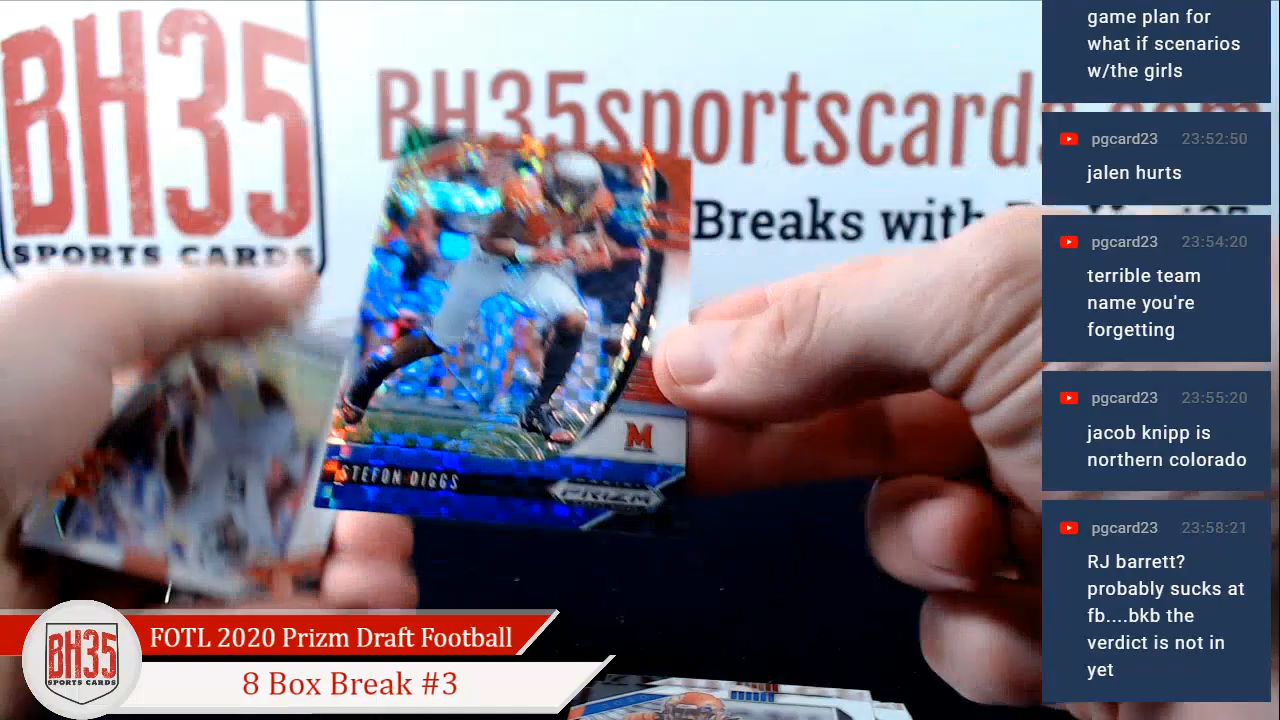 BH35
SPORTS CARDS
BH35sportscards.com
Breaks with
STEFON DIGGS
M
PRIZM
BH35
SPORTS CARDS
FOTL 2020 Prizm Draft Football
8 Box Break #3
game plan for
what if scenarios
w/the girls
pgcard23 23:52:50
jalen hurts
pgcard23 23:54:20
terrible team
name you're
forgetting
pgcard23 23:55:20
jacob knipp is
northern colorado
pgcard23 23:58:21
RJ barrett?
probably sucks at
fb....bkb the
verdict is not in
yet